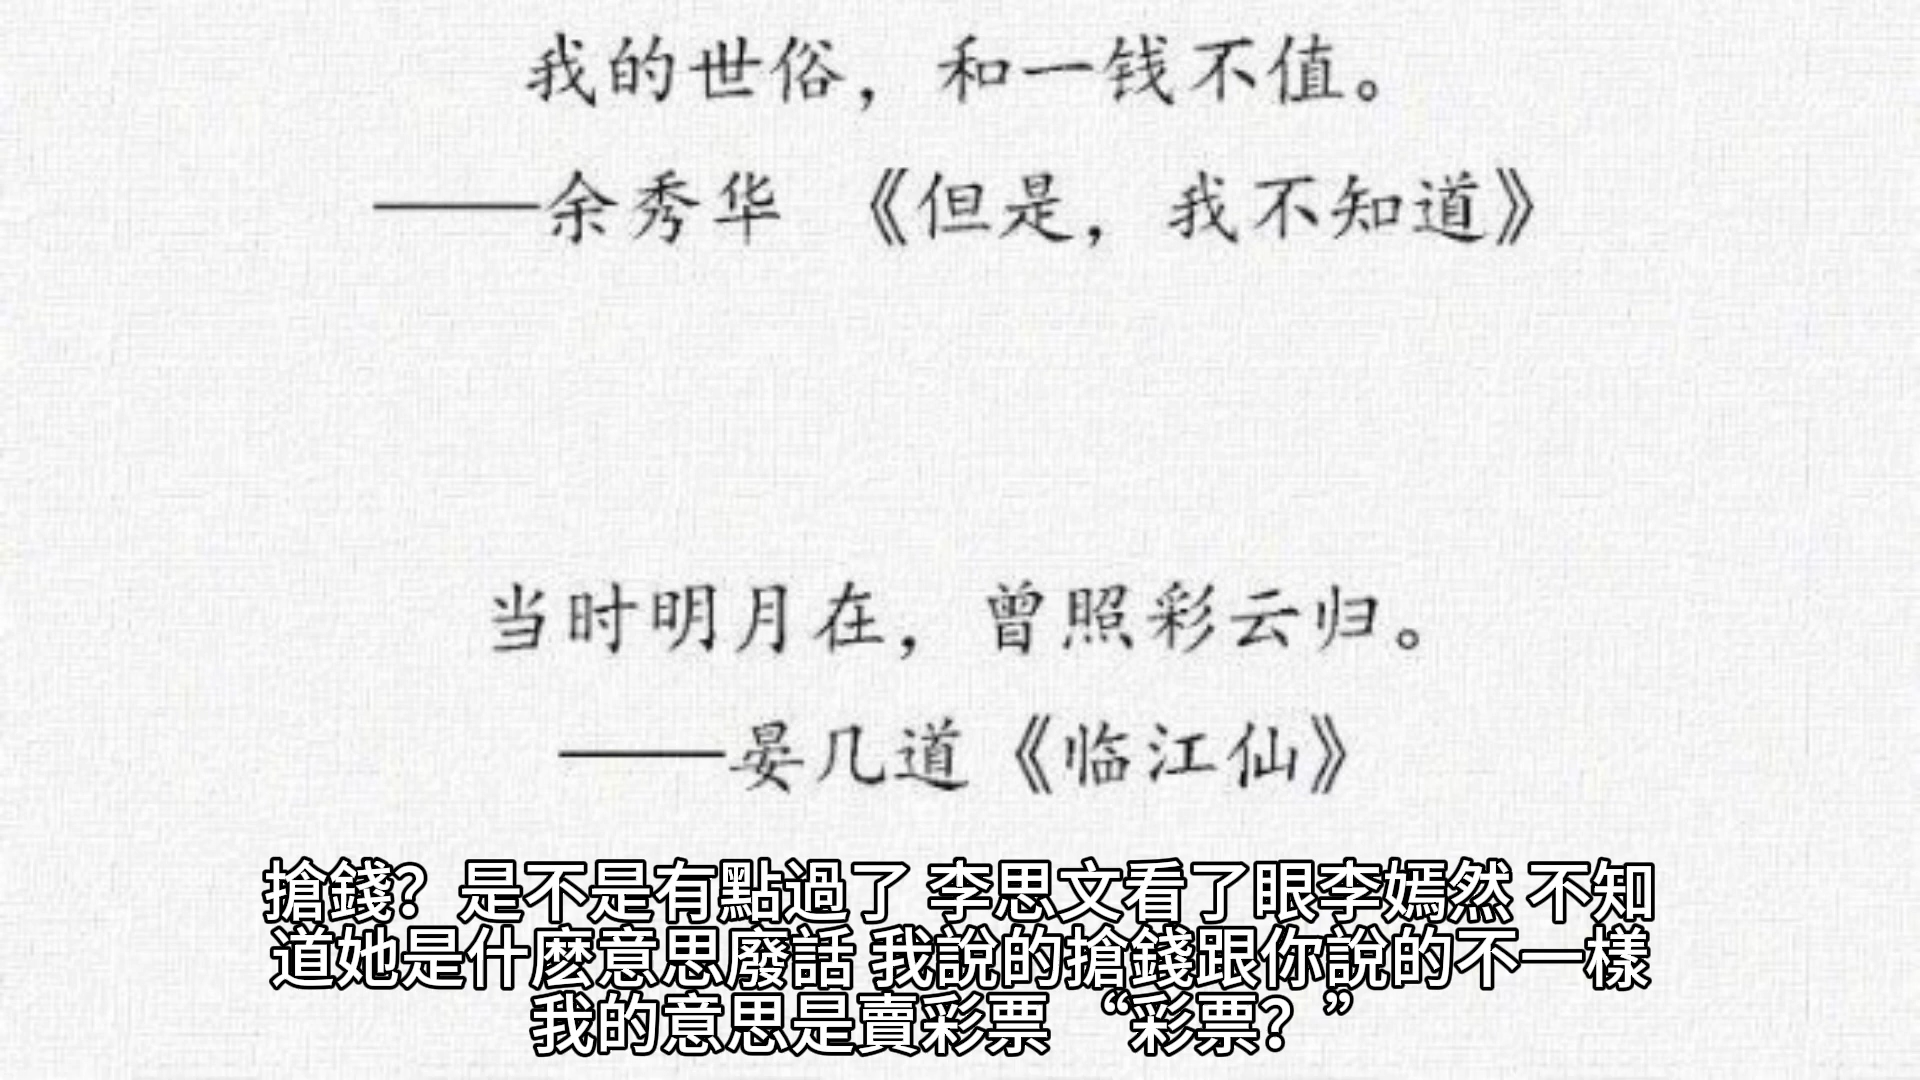 我的世俗，和一钱不值。
——余秀华 《但是，我不知道》
当时明月在，曾照彩云归。
——晏几道《临江仙》
搶錢？是不是有點過了 李思文看了眼李嫣然 不知
道她是什麽意思廢話 我說的搶錢跟你說的不一樣
我的意思是賣彩票 “彩票？”